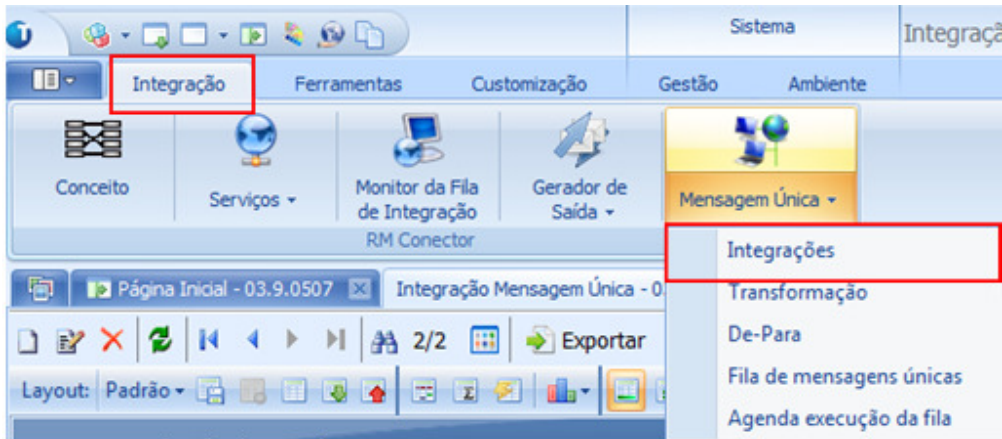 Sistema
Integraçã
Integração Ferramentas Customização Gestão Ambiente
Conceito
Serviços
Monitor da Fila
de Integração
Gerador de
Saída
Mensagem Única
RM Conector
Integrações
Transformação
De-Para
Fila de mensagens únicas
Agenda execução da fila
Página Inicial - 03.9.0507 Integração Mensagem Única - 0
2/2 Exportar
Layout: Padrão